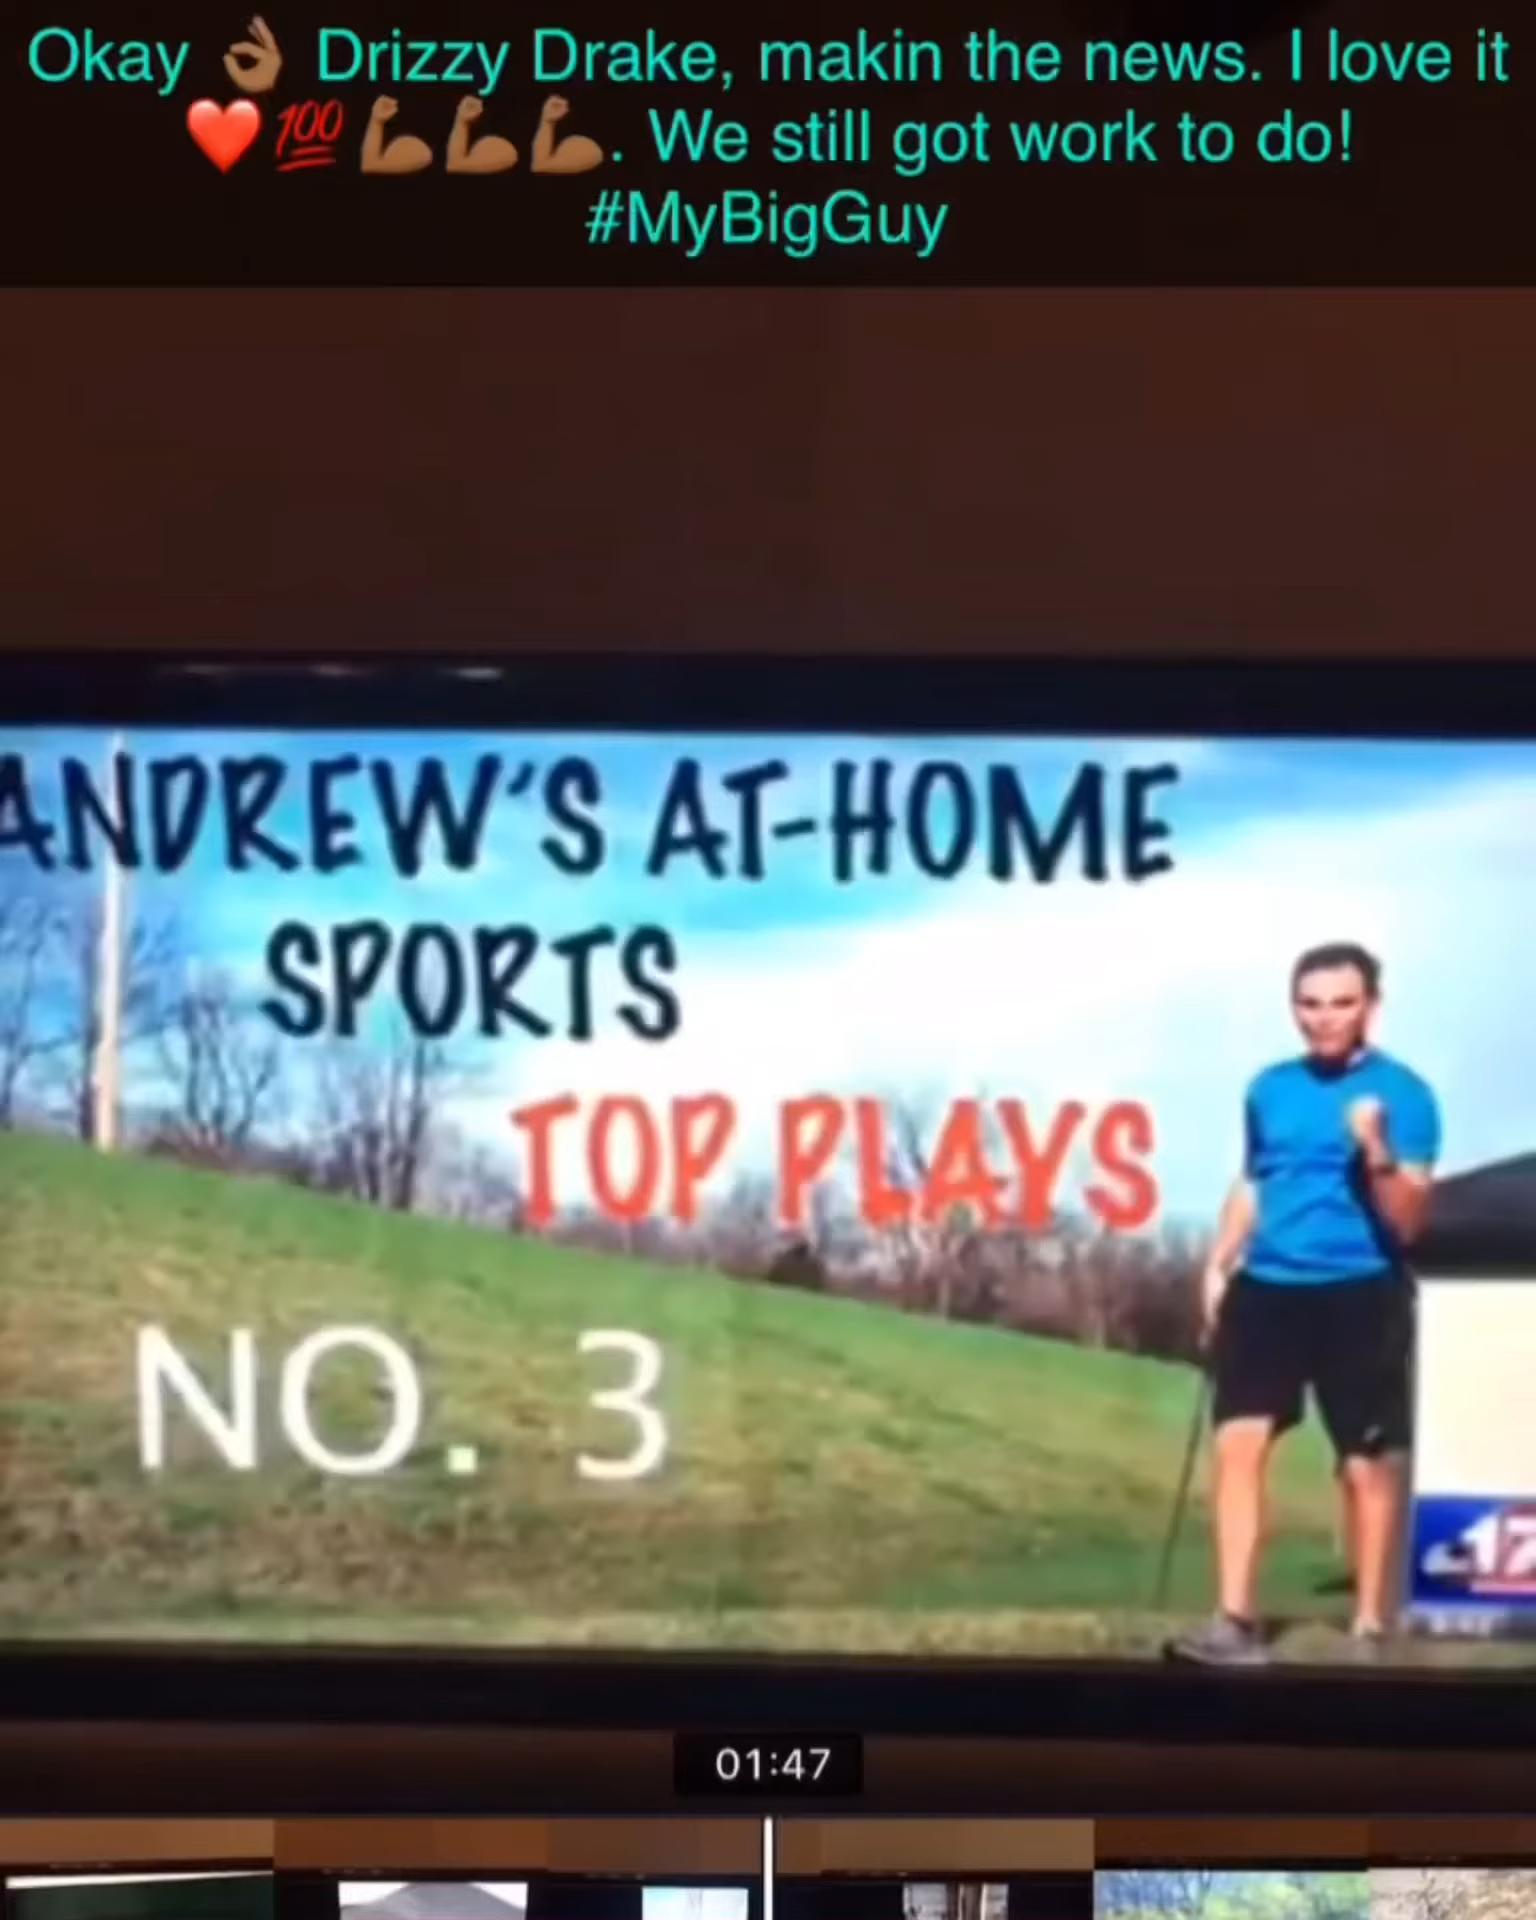 Okay 👌🏾 Drizzy Drake, makin the news. I love it
❤️💯💪🏾💪🏾💪🏾. We still got work to do!
#MyBigGuy
ANDREW'S AT-HOME
SPORTS
TOP PLAYS
NO. 3
17
01:47